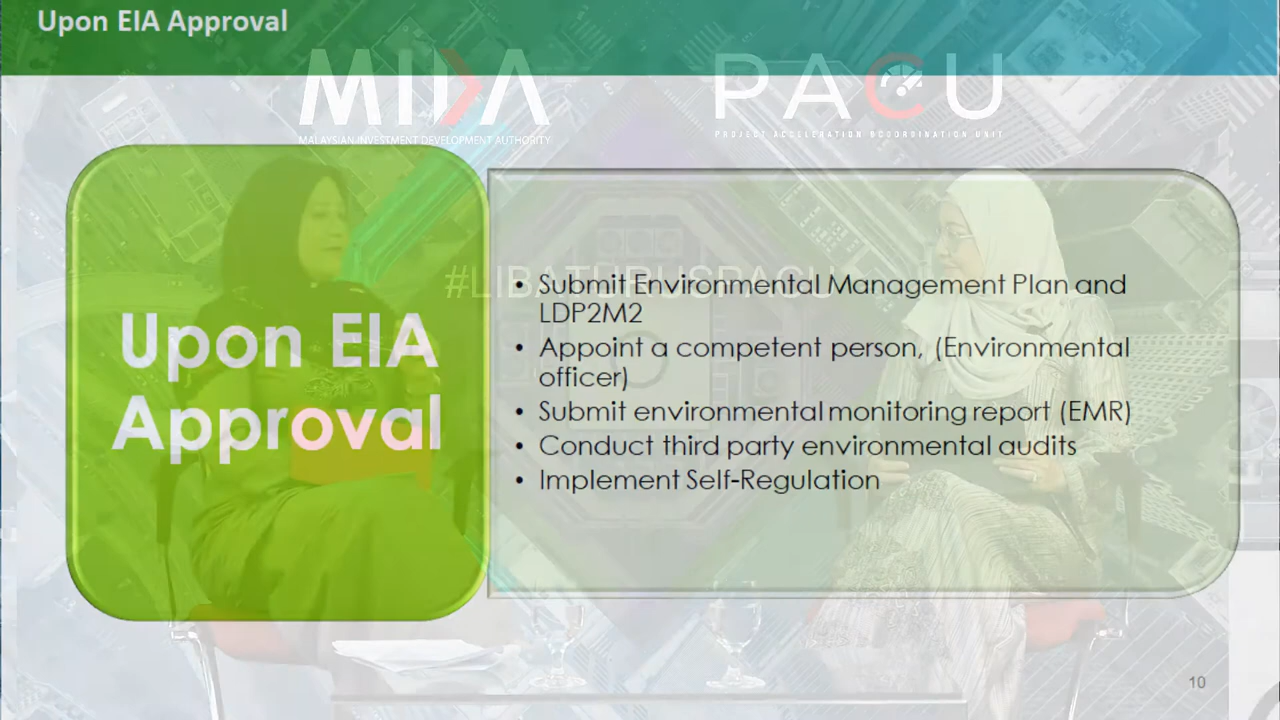 Upon EIA Approval
MIDA
MALAYSIAN INVESTMENT DEVELOPMENT AUTHORITY
PACU
PROJECT ACCELERATION & COORDINATION UNIT
#LIBATURUSPACU
Upon EIA
Approval
• Submit Environmental Management Plan and
LDP2M2
• Appoint a competent person, (Environmental
officer)
• Submit environmental monitoring report (EMR)
• Conduct third party environmental audits
• Implement Self-Regulation
10